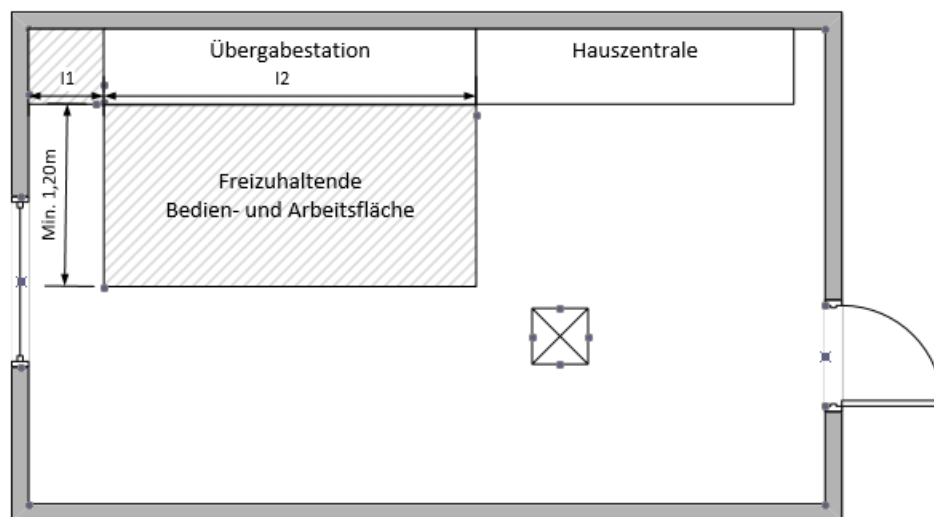 Übergabestation
Hauszentrale
l1
l2
Min. 1,20m
Freizuhaltende
Bedien- und Arbeitsfläche